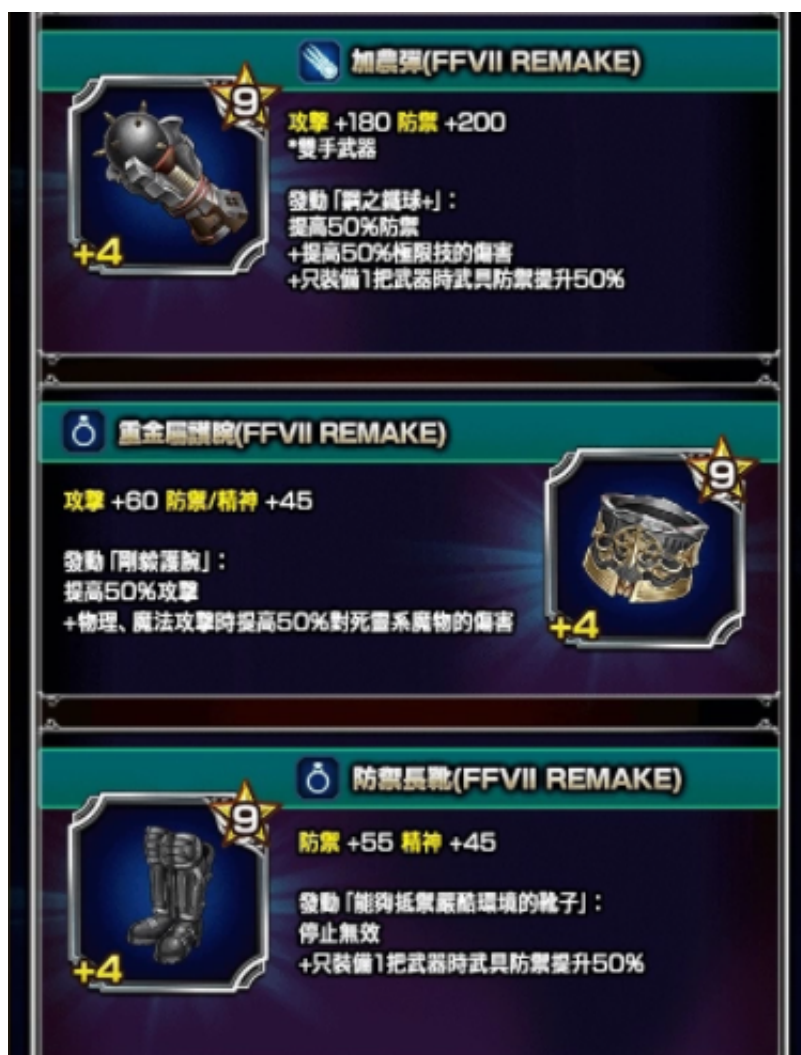 加農彈(FFVII REMAKE)
9
攻擊 +180 防禦 +200
*雙手武器
+4
發動「鋼之鐵球+」:
提高50%防禦
+提高50%極限技的傷害
+只裝備1把武器時武具防禦提升50%
重金屬護腕(FFVII REMAKE)
9
攻擊 +60 防禦/精神 +45
發動「剛毅護腕」:
提高50%攻擊
+物理、魔法攻擊時提高50%對死靈系魔物的傷害
+4
防禦長靴(FFVII REMAKE)
9
防禦 +55 精神 +45
發動「能夠抵禦嚴酷環境的靴子」:
停止無效
+4
+只裝備1把武器時武具防禦提升50%